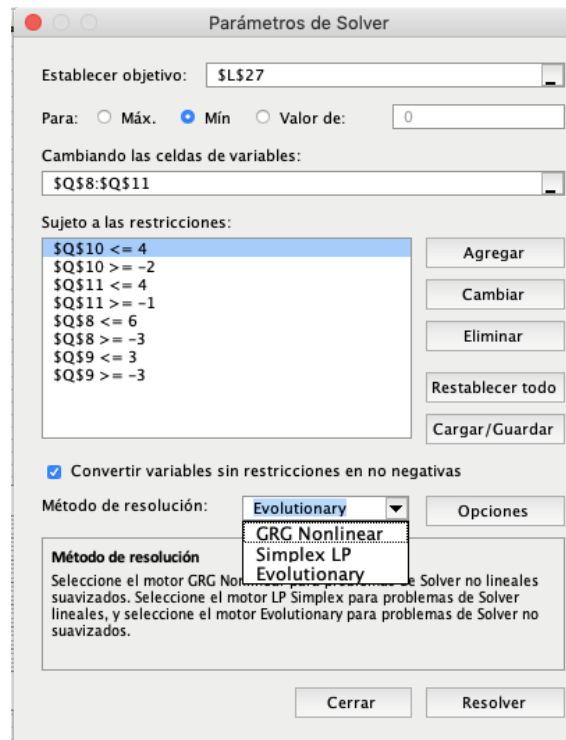 Parámetros de Solver
Establecer objetivo: $L$27
Para: Máx. Mín Valor de: 0
Cambiando las celdas de variables:
$Q$8:$Q$11
Sujeto a las restricciones:
$Q$10 <= 4
$Q$10 >= -2
$Q$11 <= 4
$Q$11 >= -1
$Q$8 <= 6
$Q$8 >= -3
$Q$9 <= 3
$Q$9 >= -3
Agregar
Cambiar
Eliminar
Restablecer todo
Cargar/Guardar
Convertir variables sin restricciones en no negativas
Método de resolución: Evolutionary Opciones
GRG Nonlinear
Simplex LP
Evolutionary
Método de resolución
Seleccione el motor GRG de Solver no lineales
suavizados. Seleccione el motor LP Simplex para problemas de Solver
lineales, y seleccione el motor Evolutionary para problemas de Solver no
suavizados.
Cerrar Resolver